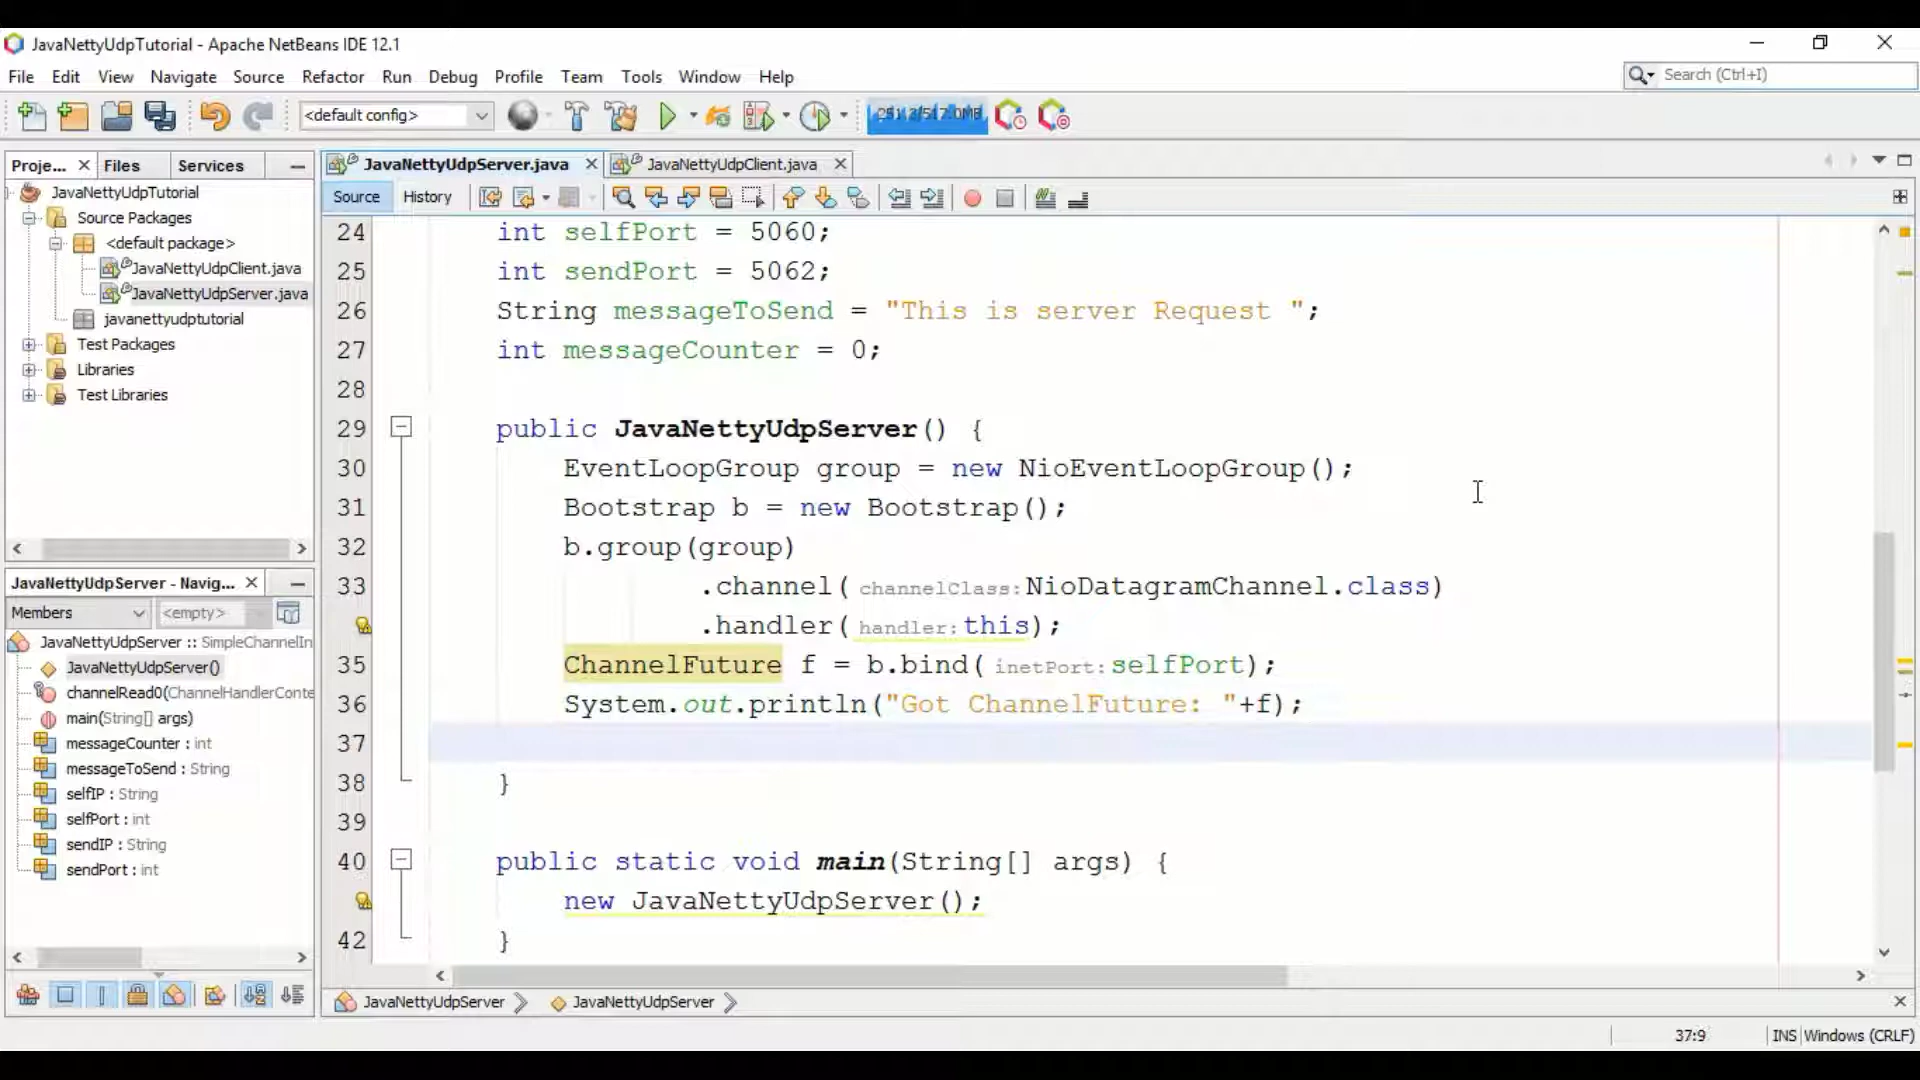 JavaNettyUdpTutorial - Apache NetBeans IDE 12.1
File Edit View Navigate Source Refactor Run Debug Profile Team Tools Window Help
Search (Ctrl+I)
<default config>
251.2/517.0MB
Proje... Files Services
JavaNettyUdpServer.java JavaNettyUdpClient.java
Source History
JavaNettyUdpTutorial
Source Packages
<default package>
JavaNettyUdpClient.java
JavaNettyUdpServer.java
javanettyudptutorial
Test Packages
Libraries
Test Libraries
JavaNettyUdpServer - Navig...
Members <empty>
JavaNettyUdpServer :: SimpleChannelIn
JavaNettyUdpServer()
channelRead0(ChannelHandlerConte
main(String[] args)
messageCounter : int
messageToSend : String
selfIP : String
selfPort : int
sendIP : String
sendPort : int
24 int selfPort = 5060;
25 int sendPort = 5062;
26 String messageToSend = "This is server Request ";
27 int messageCounter = 0;
28
29 public JavaNettyUdpServer() {
30 EventLoopGroup group = new NioEventLoopGroup();
31 Bootstrap b = new Bootstrap();
32 b.group(group)
33 .channel( channelClass: NioDatagramChannel.class)
.handler( handler: this);
35 ChannelFuture f = b.bind( inetPort: selfPort);
36 System.out.println("Got ChannelFuture: "+f);
37
38 }
39
40 public static void main(String[] args) {
new JavaNettyUdpServer();
42 }
JavaNettyUdpServer JavaNettyUdpServer
37:9 INS Windows (CRLF)